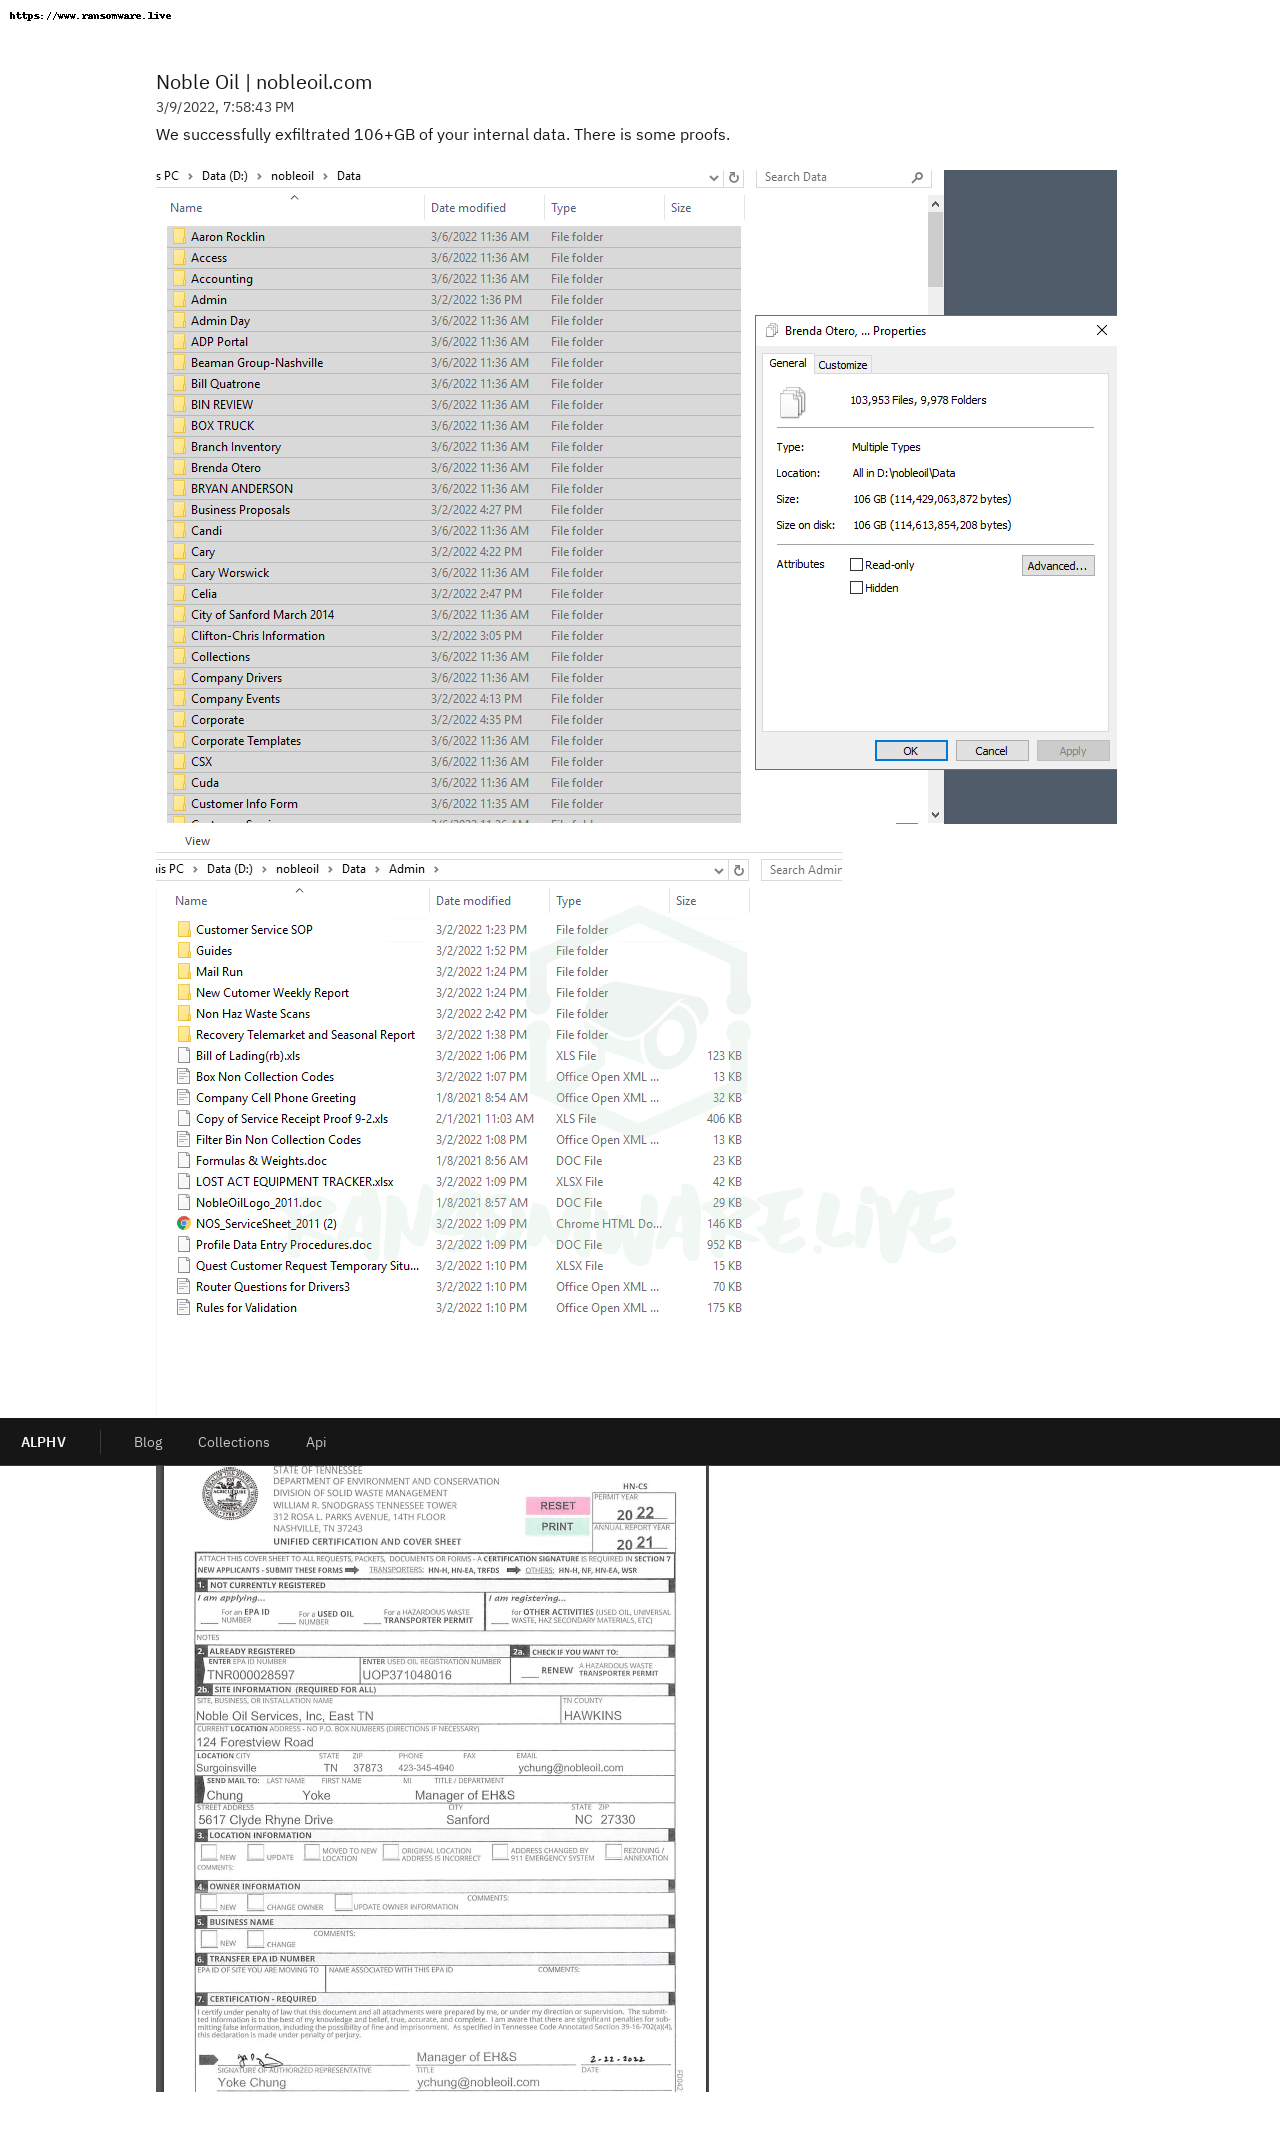 https://www.ransomware.live
Noble Oil | nobleoil.com
3/9/2022, 7:58:43 PM
We successfully exfiltrated 106+GB of your internal data. There is some proofs.
s PC > Data (D:) > nobleoil > Data
Search Data
Name Date modified Type Size
Aaron Rocklin 3/6/2022 11:36 AM File folder
Access 3/6/2022 11:36 AM File folder
Accounting 3/6/2022 11:36 AM File folder
Admin 3/2/2022 1:36 PM File folder
Admin Day 3/6/2022 11:36 AM File folder
ADP Portal 3/6/2022 11:36 AM File folder
Beaman Group-Nashville 3/6/2022 11:36 AM File folder
Bill Quatrone 3/6/2022 11:36 AM File folder
BIN REVIEW 3/6/2022 11:36 AM File folder
BOX TRUCK 3/6/2022 11:36 AM File folder
Branch Inventory 3/6/2022 11:36 AM File folder
Brenda Otero 3/6/2022 11:36 AM File folder
BRYAN ANDERSON 3/6/2022 11:36 AM File folder
Business Proposals 3/2/2022 4:27 PM File folder
Candi 3/6/2022 11:36 AM File folder
Cary 3/2/2022 4:22 PM File folder
Cary Worswick 3/6/2022 11:36 AM File folder
Celia 3/2/2022 2:47 PM File folder
City of Sanford March 2014 3/6/2022 11:36 AM File folder
Clifton-Chris Information 3/2/2022 3:05 PM File folder
Collections 3/6/2022 11:36 AM File folder
Company Drivers 3/6/2022 11:36 AM File folder
Company Events 3/2/2022 4:13 PM File folder
Corporate 3/2/2022 4:35 PM File folder
Corporate Templates 3/6/2022 11:36 AM File folder
CSX 3/6/2022 11:36 AM File folder
Cuda 3/6/2022 11:36 AM File folder
Customer Info Form 3/6/2022 11:35 AM File folder
Brenda Otero, ... Properties
General Customize
103,953 Files, 9,978 Folders
Type: Multiple Types
Location: All in D:\nobleoil\Data
Size: 106 GB (114,429,063,872 bytes)
Size on disk: 106 GB (114,613,854,208 bytes)
Attributes Read-only Advanced...
Hidden
OK Cancel Apply
View
his PC > Data (D:) > nobleoil > Data > Admin >
Search Admin
Name Date modified Type Size
Customer Service SOP 3/2/2022 1:23 PM File folder
Guides 3/2/2022 1:52 PM File folder
Mail Run 3/2/2022 1:24 PM File folder
New Cutomer Weekly Report 3/2/2022 1:24 PM File folder
Non Haz Waste Scans 3/2/2022 2:42 PM File folder
Recovery Telemarket and Seasonal Report 3/2/2022 1:38 PM File folder
Bill of Lading(rb).xls 3/2/2022 1:06 PM XLS File 123 KB
Box Non Collection Codes 3/2/2022 1:07 PM Office Open XML ... 13 KB
Company Cell Phone Greeting 1/8/2021 8:54 AM Office Open XML ... 32 KB
Copy of Service Receipt Proof 9-2.xls 2/1/2021 11:03 AM XLS File 406 KB
Filter Bin Non Collection Codes 3/2/2022 1:08 PM Office Open XML ... 13 KB
Formulas & Weights.doc 1/8/2021 8:56 AM DOC File 23 KB
LOST ACT EQUIPMENT TRACKER.xlsx 3/2/2022 1:09 PM XLSX File 42 KB
NobleOilLogo_2011.doc 1/8/2021 8:57 AM DOC File 29 KB
NOS_ServiceSheet_2011 (2) 3/2/2022 1:09 PM Chrome HTML Do... 146 KB
Profile Data Entry Procedures.doc 3/2/2022 1:09 PM DOC File 952 KB
Quest Customer Request Temporary Situ... 3/2/2022 1:10 PM XLSX File 15 KB
Router Questions for Drivers3 3/2/2022 1:10 PM Office Open XML ... 70 KB
Rules for Validation 3/2/2022 1:10 PM Office Open XML ... 175 KB
RANSOMWARE.LIVE
ALPHV Blog Collections Api
STATE OF TENNESSEE
DEPARTMENT OF ENVIRONMENT AND CONSERVATION
DIVISION OF SOLID WASTE MANAGEMENT
WILLIAM R. SNODGRASS TENNESSEE TOWER
312 ROSA L. PARKS AVENUE, 14TH FLOOR
NASHVILLE, TN 37243
UNIFIED CERTIFICATION AND COVER SHEET
RESET
PRINT
HN-CS
PERMIT YEAR
20 22
ANNUAL REPORT YEAR
20 21
ATTACH THIS COVER SHEET TO ALL REQUESTS, PACKETS, DOCUMENTS OR FORMS - A CERTIFICATION SIGNATURE IS REQUIRED IN SECTION 7
NEW APPLICANTS - SUBMIT THESE FORMS TRANSPORTERS: HN-H, HN-EA, TRFDS OTHERS: HN-H, NF, HN-EA, WSR
1. NOT CURRENTLY REGISTERED
I am applying... I am registering...
For an EPA ID NUMBER For a USED OIL NUMBER For a HAZARDOUS WASTE TRANSPORTER PERMIT for OTHER ACTIVITIES (USED OIL, UNIVERSAL WASTE, HAZ SECONDARY MATERIALS, ETC)
NOTES
2. ALREADY REGISTERED 2a. CHECK IF YOU WANT TO:
ENTER EPA ID NUMBER ENTER USED OIL REGISTRATION NUMBER
TNR000028597 UOP371048016 RENEW A HAZARDOUS WASTE TRANSPORTER PERMIT
2b. SITE INFORMATION (REQUIRED FOR ALL)
SITE, BUSINESS, OR INSTALLATION NAME TN COUNTY
Noble Oil Services, Inc, East TN HAWKINS
CURRENT LOCATION ADDRESS - NO P.O. BOX NUMBERS (DIRECTIONS IF NECESSARY)
124 Forestview Road
LOCATION CITY STATE ZIP PHONE FAX EMAIL
Surgoinsville TN 37873 423-345-4940 ychung@nobleoil.com
SEND MAIL TO: LAST NAME FIRST NAME MI TITLE / DEPARTMENT
Chung Yoke Manager of EH&S
STREET ADDRESS CITY STATE ZIP
5617 Clyde Rhyne Drive Sanford NC 27330
3. LOCATION INFORMATION
NEW UPDATE MOVED TO NEW LOCATION ORIGINAL LOCATION ADDRESS IS INCORRECT ADDRESS CHANGED BY 911 EMERGENCY SYSTEM REZONING / ANNEXATION
COMMENTS:
4. OWNER INFORMATION
NEW CHANGE OWNER UPDATE OWNER INFORMATION COMMENTS:
5. BUSINESS NAME
NEW CHANGE COMMENTS:
6. TRANSFER EPA ID NUMBER
EPA ID OF SITE YOU ARE MOVING TO NAME ASSOCIATED WITH THIS EPA ID COMMENTS:
7. CERTIFICATION - REQUIRED
I certify under penalty of law that this document and all attachments were prepared by me, or under my direction or supervision. The submit-
ted information is to the best of my knowledge and belief, true, accurate, and complete. I am aware that there are significant penalties for sub-
mitting false information, including the possibility of fine and imprisonment. As specified in Tennessee Code Annotated Section 39-16-702(a)(4),
this declaration is made under penalty of perjury.
Manager of EH&S 2-22-2022
SIGNATURE OF AUTHORIZED REPRESENTATIVE TITLE DATE
Yoke Chung ychung@nobleoil.com